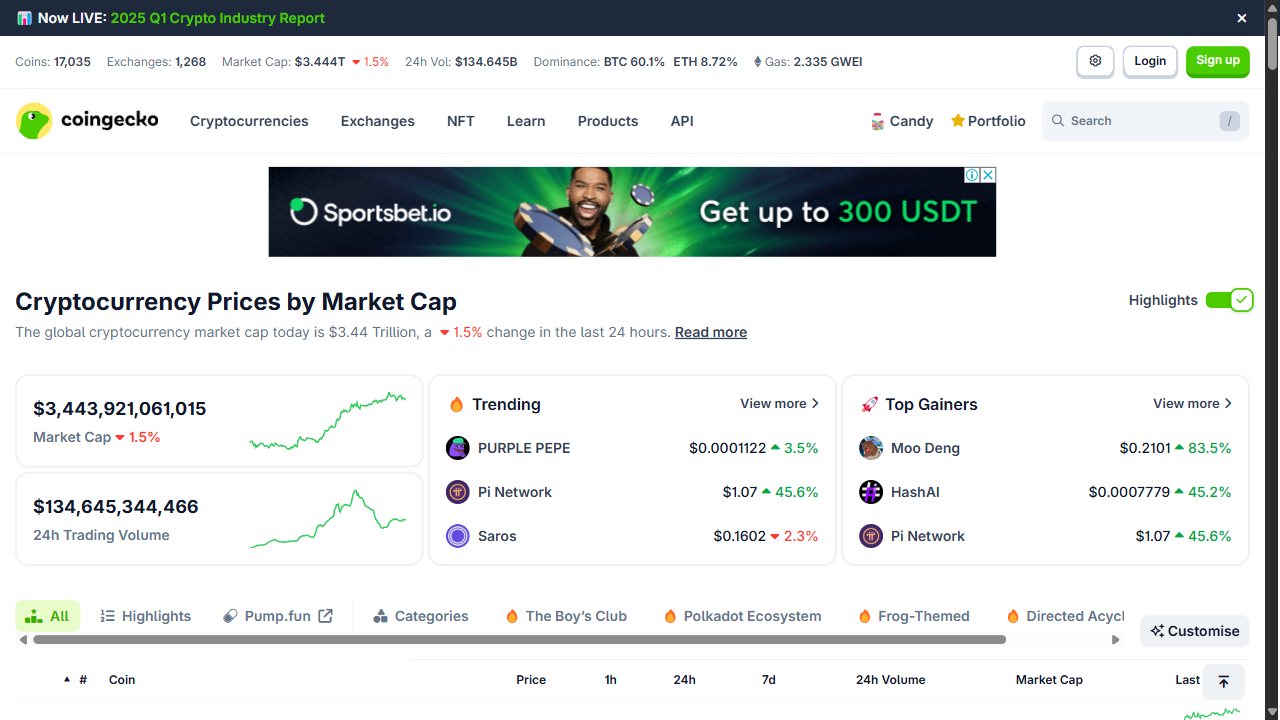 Now LIVE: 2025 Q1 Crypto Industry Report
Coins: 17,035 Exchanges: 1,268 Market Cap: $3.444T 1.5% 24h Vol: $134.645B Dominance: BTC 60.1% ETH 8.72% Gas: 2.335 GWEI
Login
Sign up
coingecko
Cryptocurrencies Exchanges NFT Learn Products API
Candy Portfolio
Search /
Sportsbet.io
Get up to 300 USDT
Cryptocurrency Prices by Market Cap
Highlights
The global cryptocurrency market cap today is $3.44 Trillion, a 1.5% change in the last 24 hours. Read more
$3,443,921,061,015
Market Cap 1.5%
$134,645,344,466
24h Trading Volume
Trending View more
PURPLE PEPE $0.0001122 3.5%
Pi Network $1.07 45.6%
Saros $0.1602 2.3%
Top Gainers View more
Moo Deng $0.2101 83.5%
HashAI $0.0007779 45.2%
Pi Network $1.07 45.6%
All Highlights Pump.fun Categories The Boy's Club Polkadot Ecosystem Frog-Themed Directed Acycl
Customise
# Coin Price 1h 24h 7d 24h Volume Market Cap Last